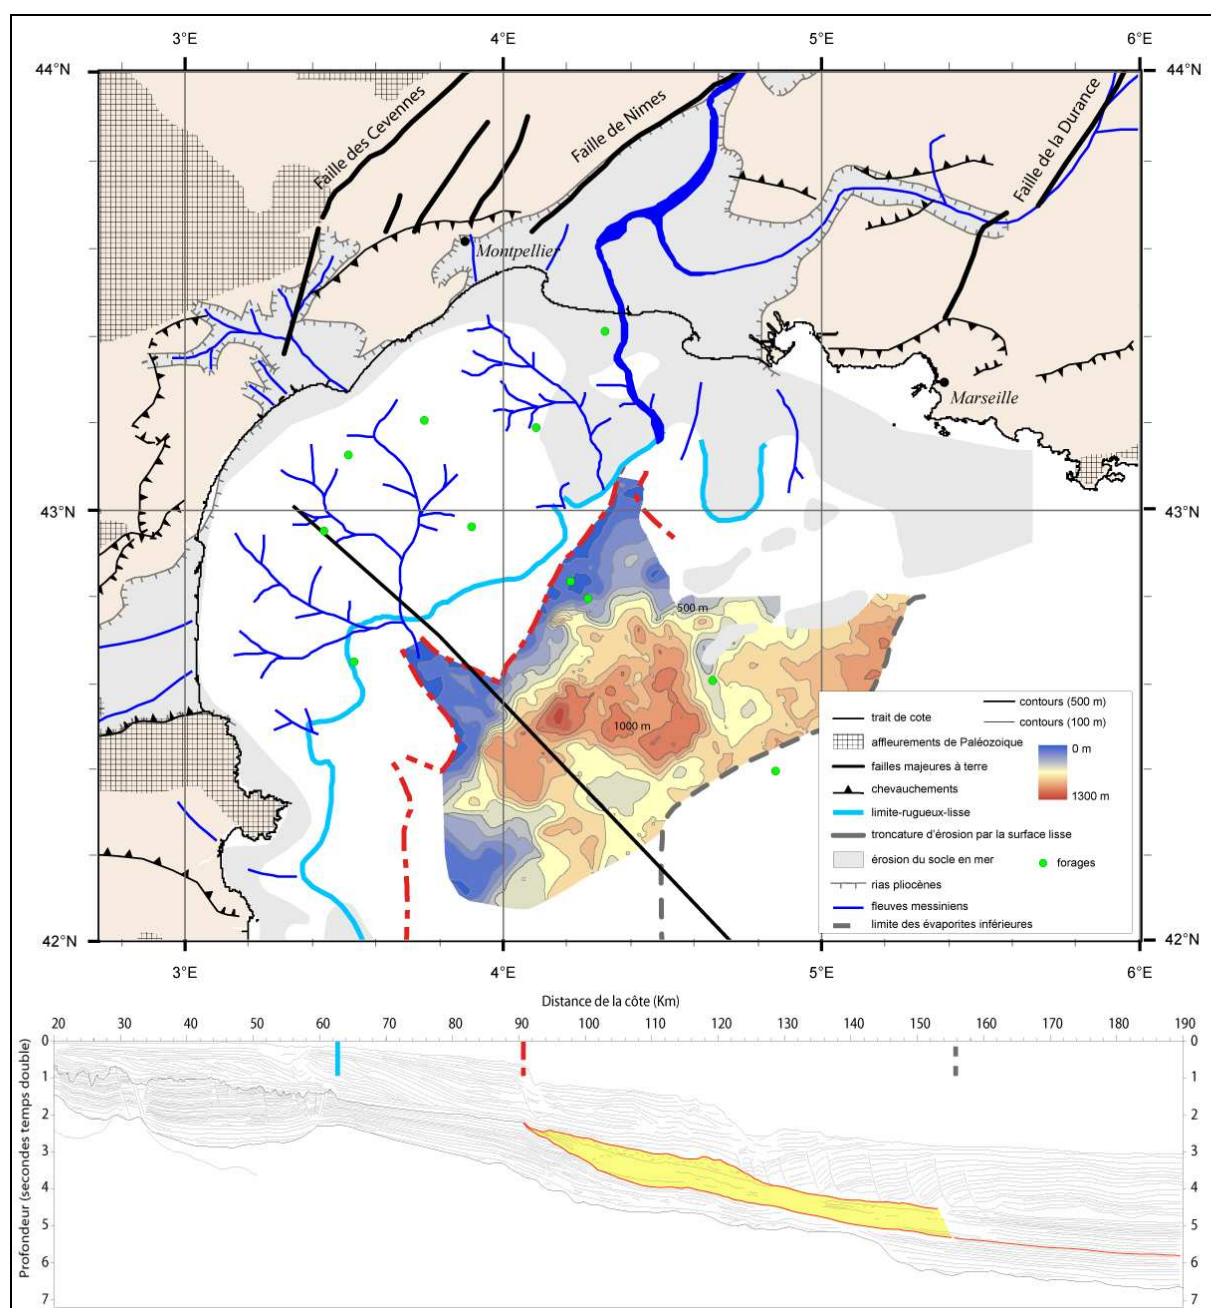 3°E 4°E 5°E 6°E
44°N 44°N
Faille des Cevennes
Faille de Nimes
Faille de la Durance
Montpellier
Marseille
43°N 43°N
500 m
1000 m
trait de cote
contours (500 m)
contours (100 m)
affleurements de Paléozoique
0 m
failles majeures à terre
chevauchements
1300 m
limite-rugueux-lisse
troncature d'érosion par la surface lisse
érosion du socle en mer
forages
rias pliocènes
fleuves messiniens
limite des évaporites inférieures
42°N 42°N
3°E 4°E 5°E 6°E
Distance de la côte (Km)
20 30 40 50 60 70 80 90 100 110 120 130 140 150 160 170 180 190
Profondeur (secondes temps double)
0 0
1 1
2 2
3 3
4 4
5 5
6 6
7 7